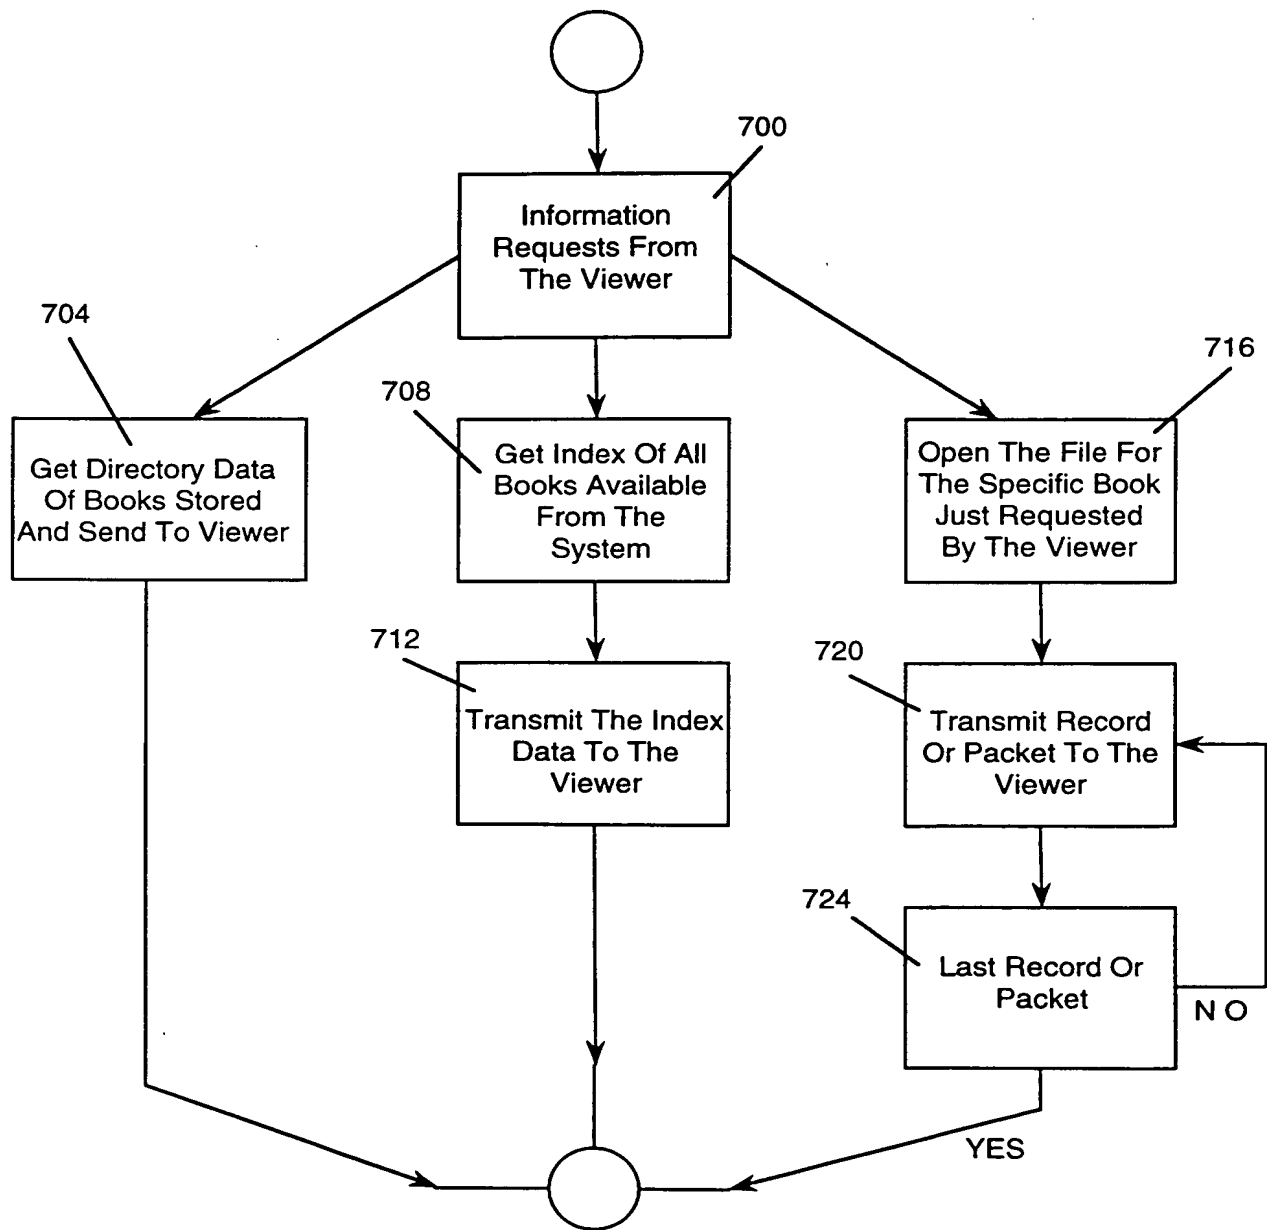 700
Information
Requests From
The Viewer
704
Get Directory Data
Of Books Stored
And Send To Viewer
708
Get Index Of All
Books Available
From The
System
716
Open The File For
The Specific Book
Just Requested
By The Viewer
712
Transmit The Index
Data To The
Viewer
720
Transmit Record
Or Packet To The
Viewer
724
Last Record Or
Packet
NO
YES